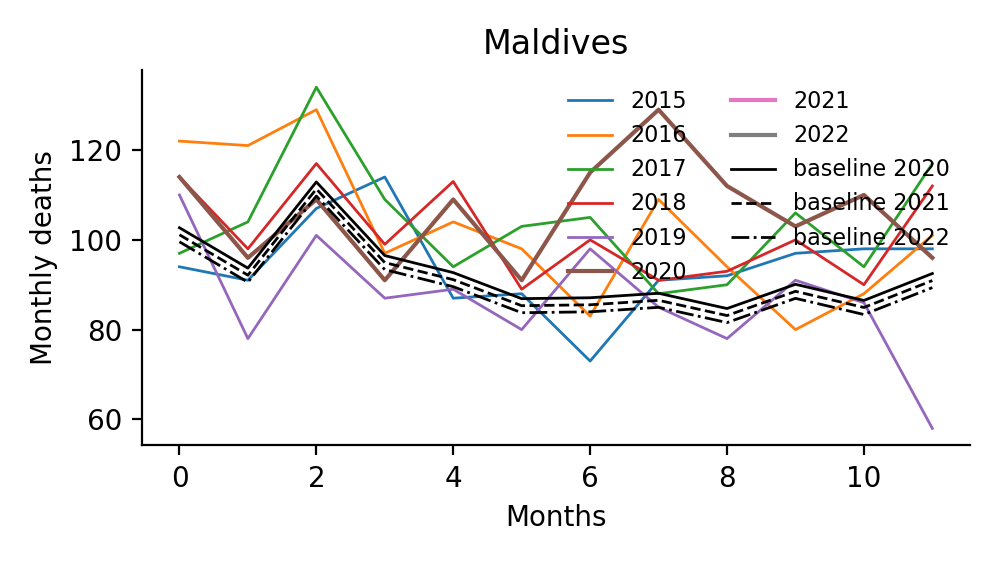 Maldives
Monthly deaths
120
100
80
60
2015
2016
2017
2018
2019
2020
2021
2022
baseline 2020
baseline 2021
baseline 2022
0 2 4 6 8 10
Months